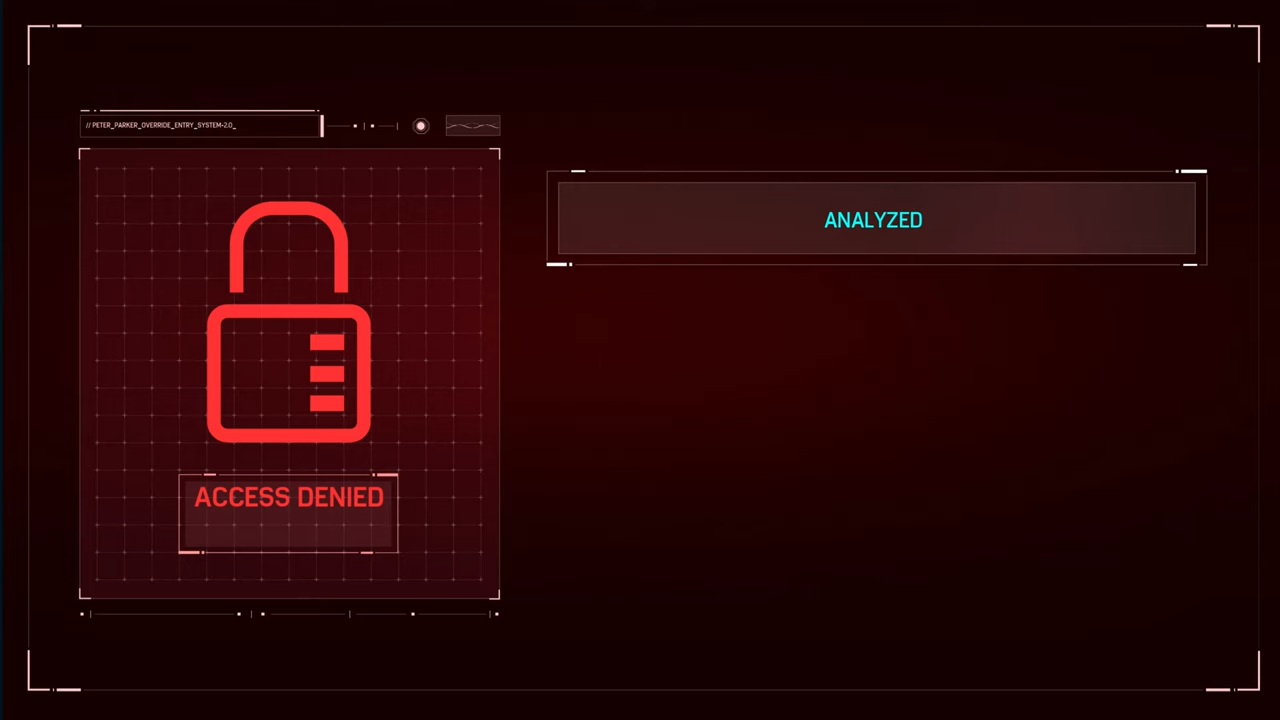 // PETER_PARKER_OVERRIDE_ENTRY_SYSTEM-2.0_
ANALYZED
ACCESS DENIED